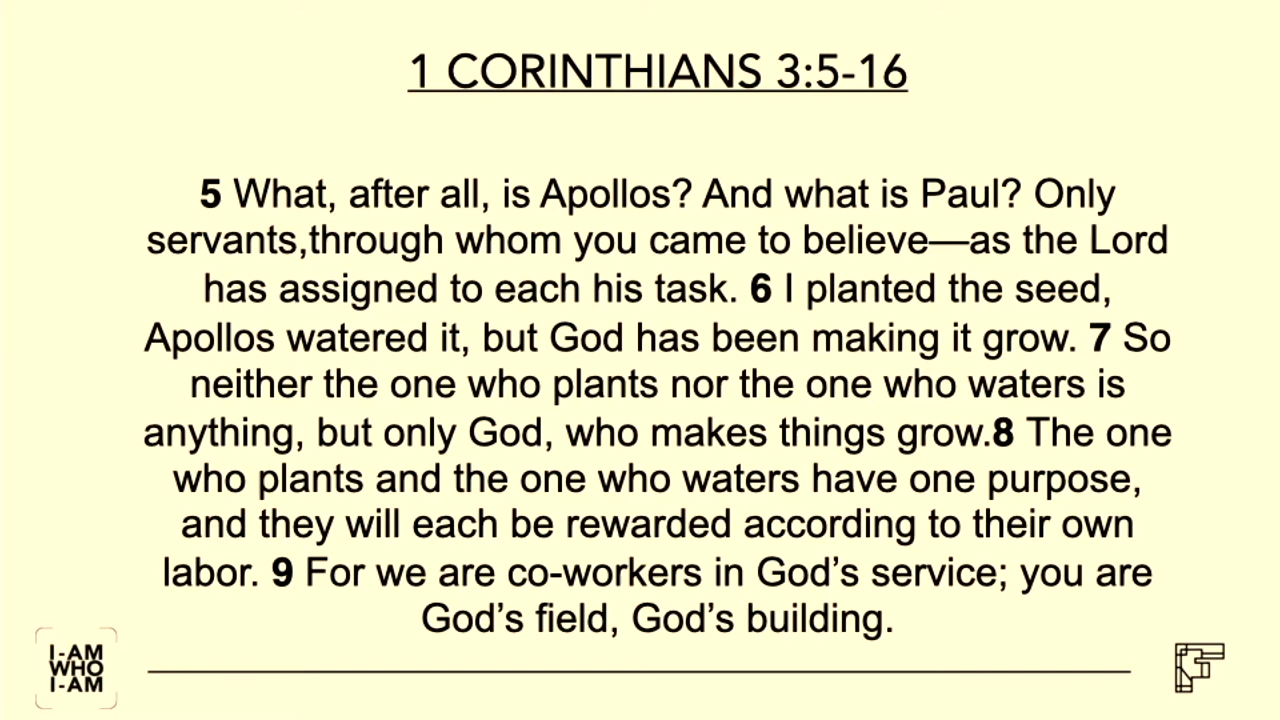 1 CORINTHIANS 3:5-16
5 What, after all, is Apollos? And what is Paul? Only
servants,through whom you came to believe—as the Lord
has assigned to each his task. 6 I planted the seed,
Apollos watered it, but God has been making it grow. 7 So
neither the one who plants nor the one who waters is
anything, but only God, who makes things grow.8 The one
who plants and the one who waters have one purpose,
and they will each be rewarded according to their own
labor. 9 For we are co-workers in God’s service; you are
God’s field, God’s building.
I-AM
WHO
I-AM